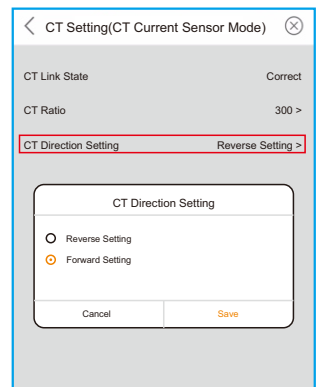 CT Setting(CT Current Sensor Mode)
CT Link State Correct
CT Ratio 300 >
CT Direction Setting Reverse Setting >
CT Direction Setting
Reverse Setting
Forward Setting
Cancel Save